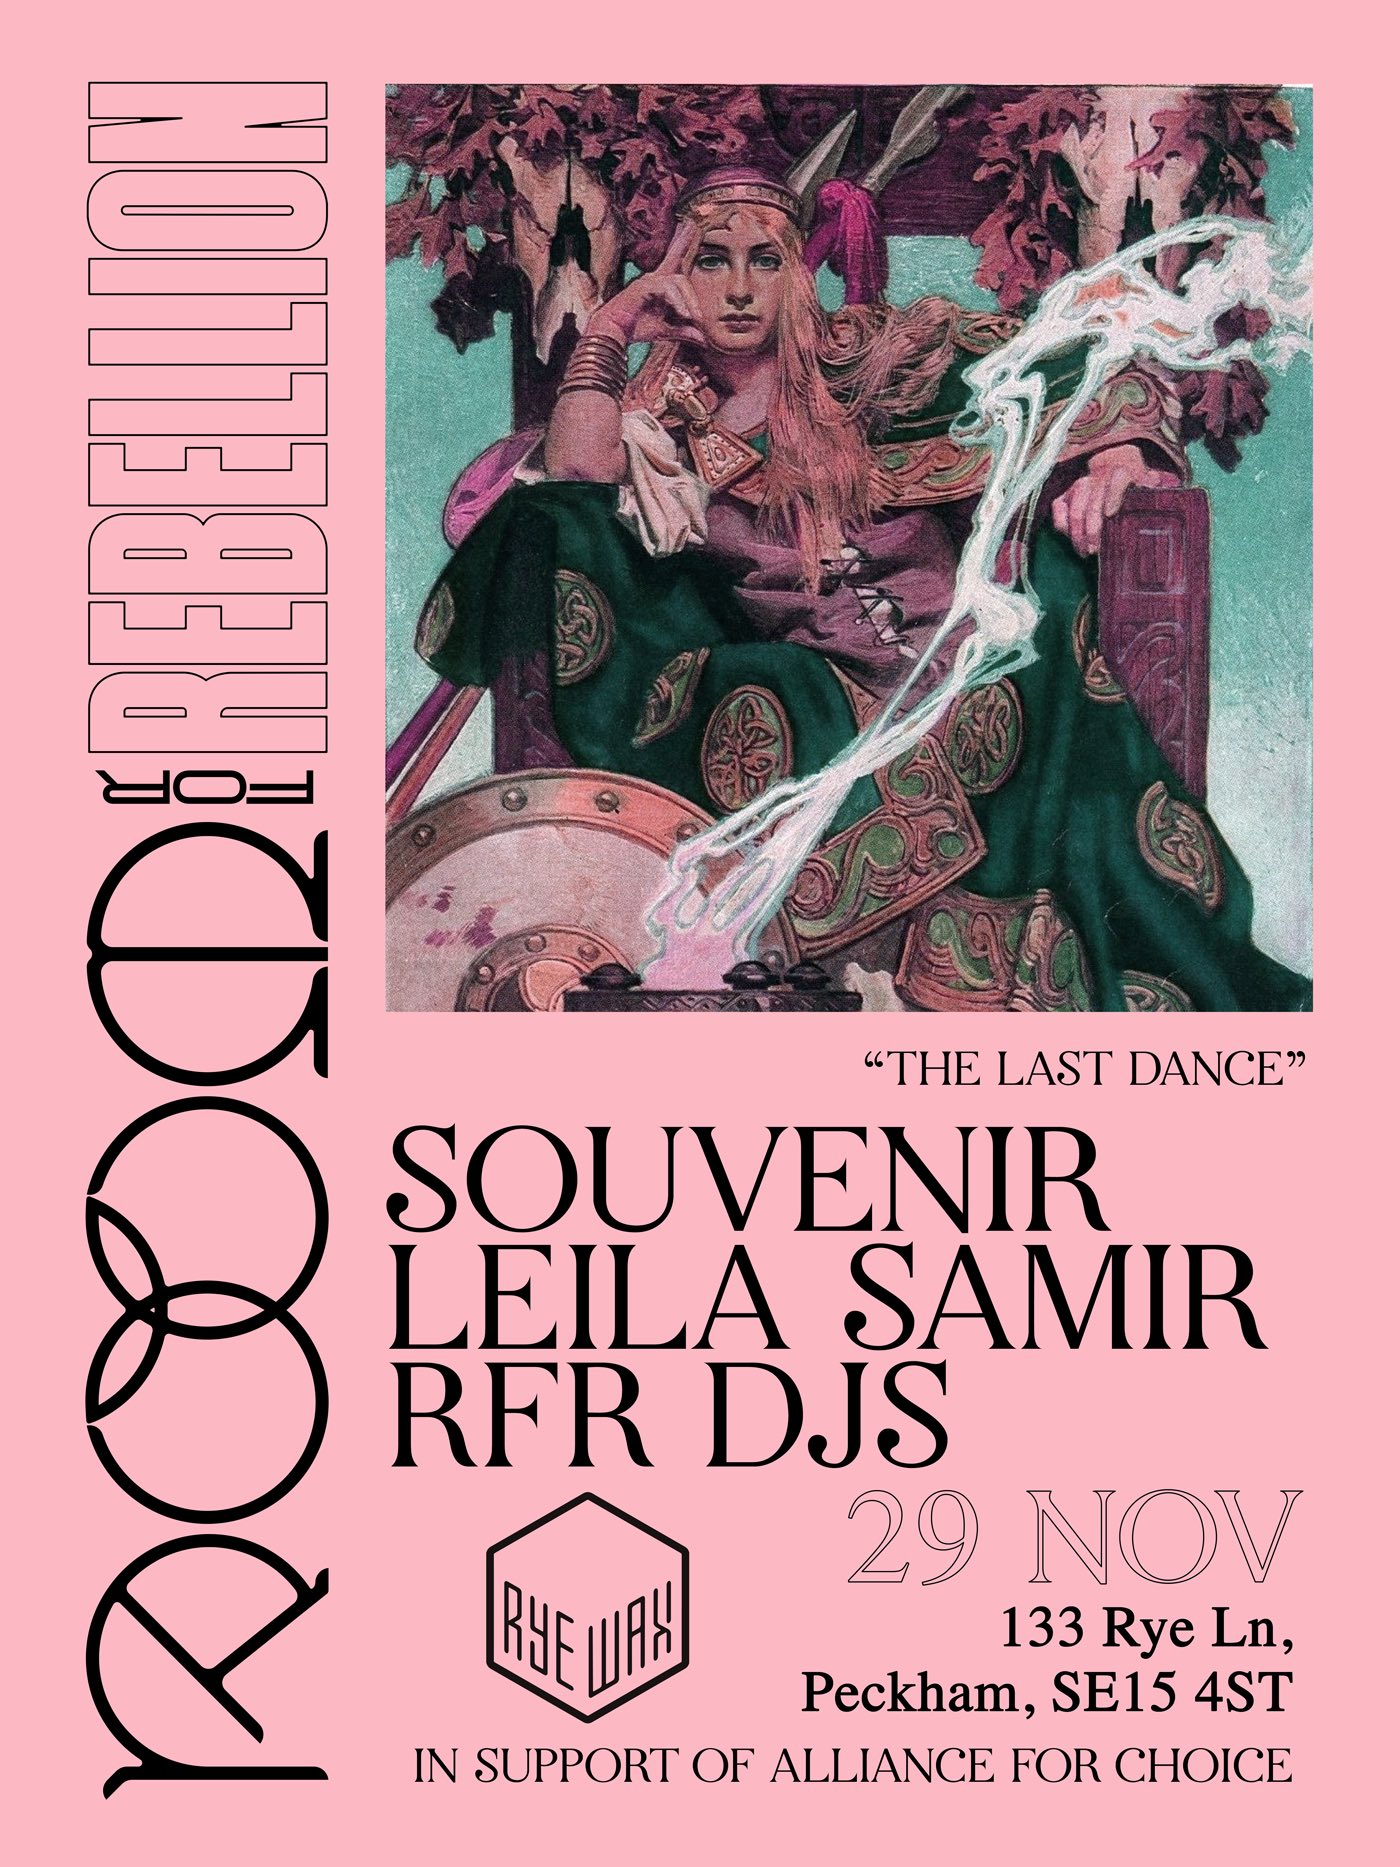 ROOM FOR REBELLION
“THE LAST DANCE”
SOUVENIR
LEILA SAMIR
RFR DJS
29 NOV
133 Rye Ln,
Peckham, SE15 4ST
RYE WAX
IN SUPPORT OF ALLIANCE FOR CHOICE